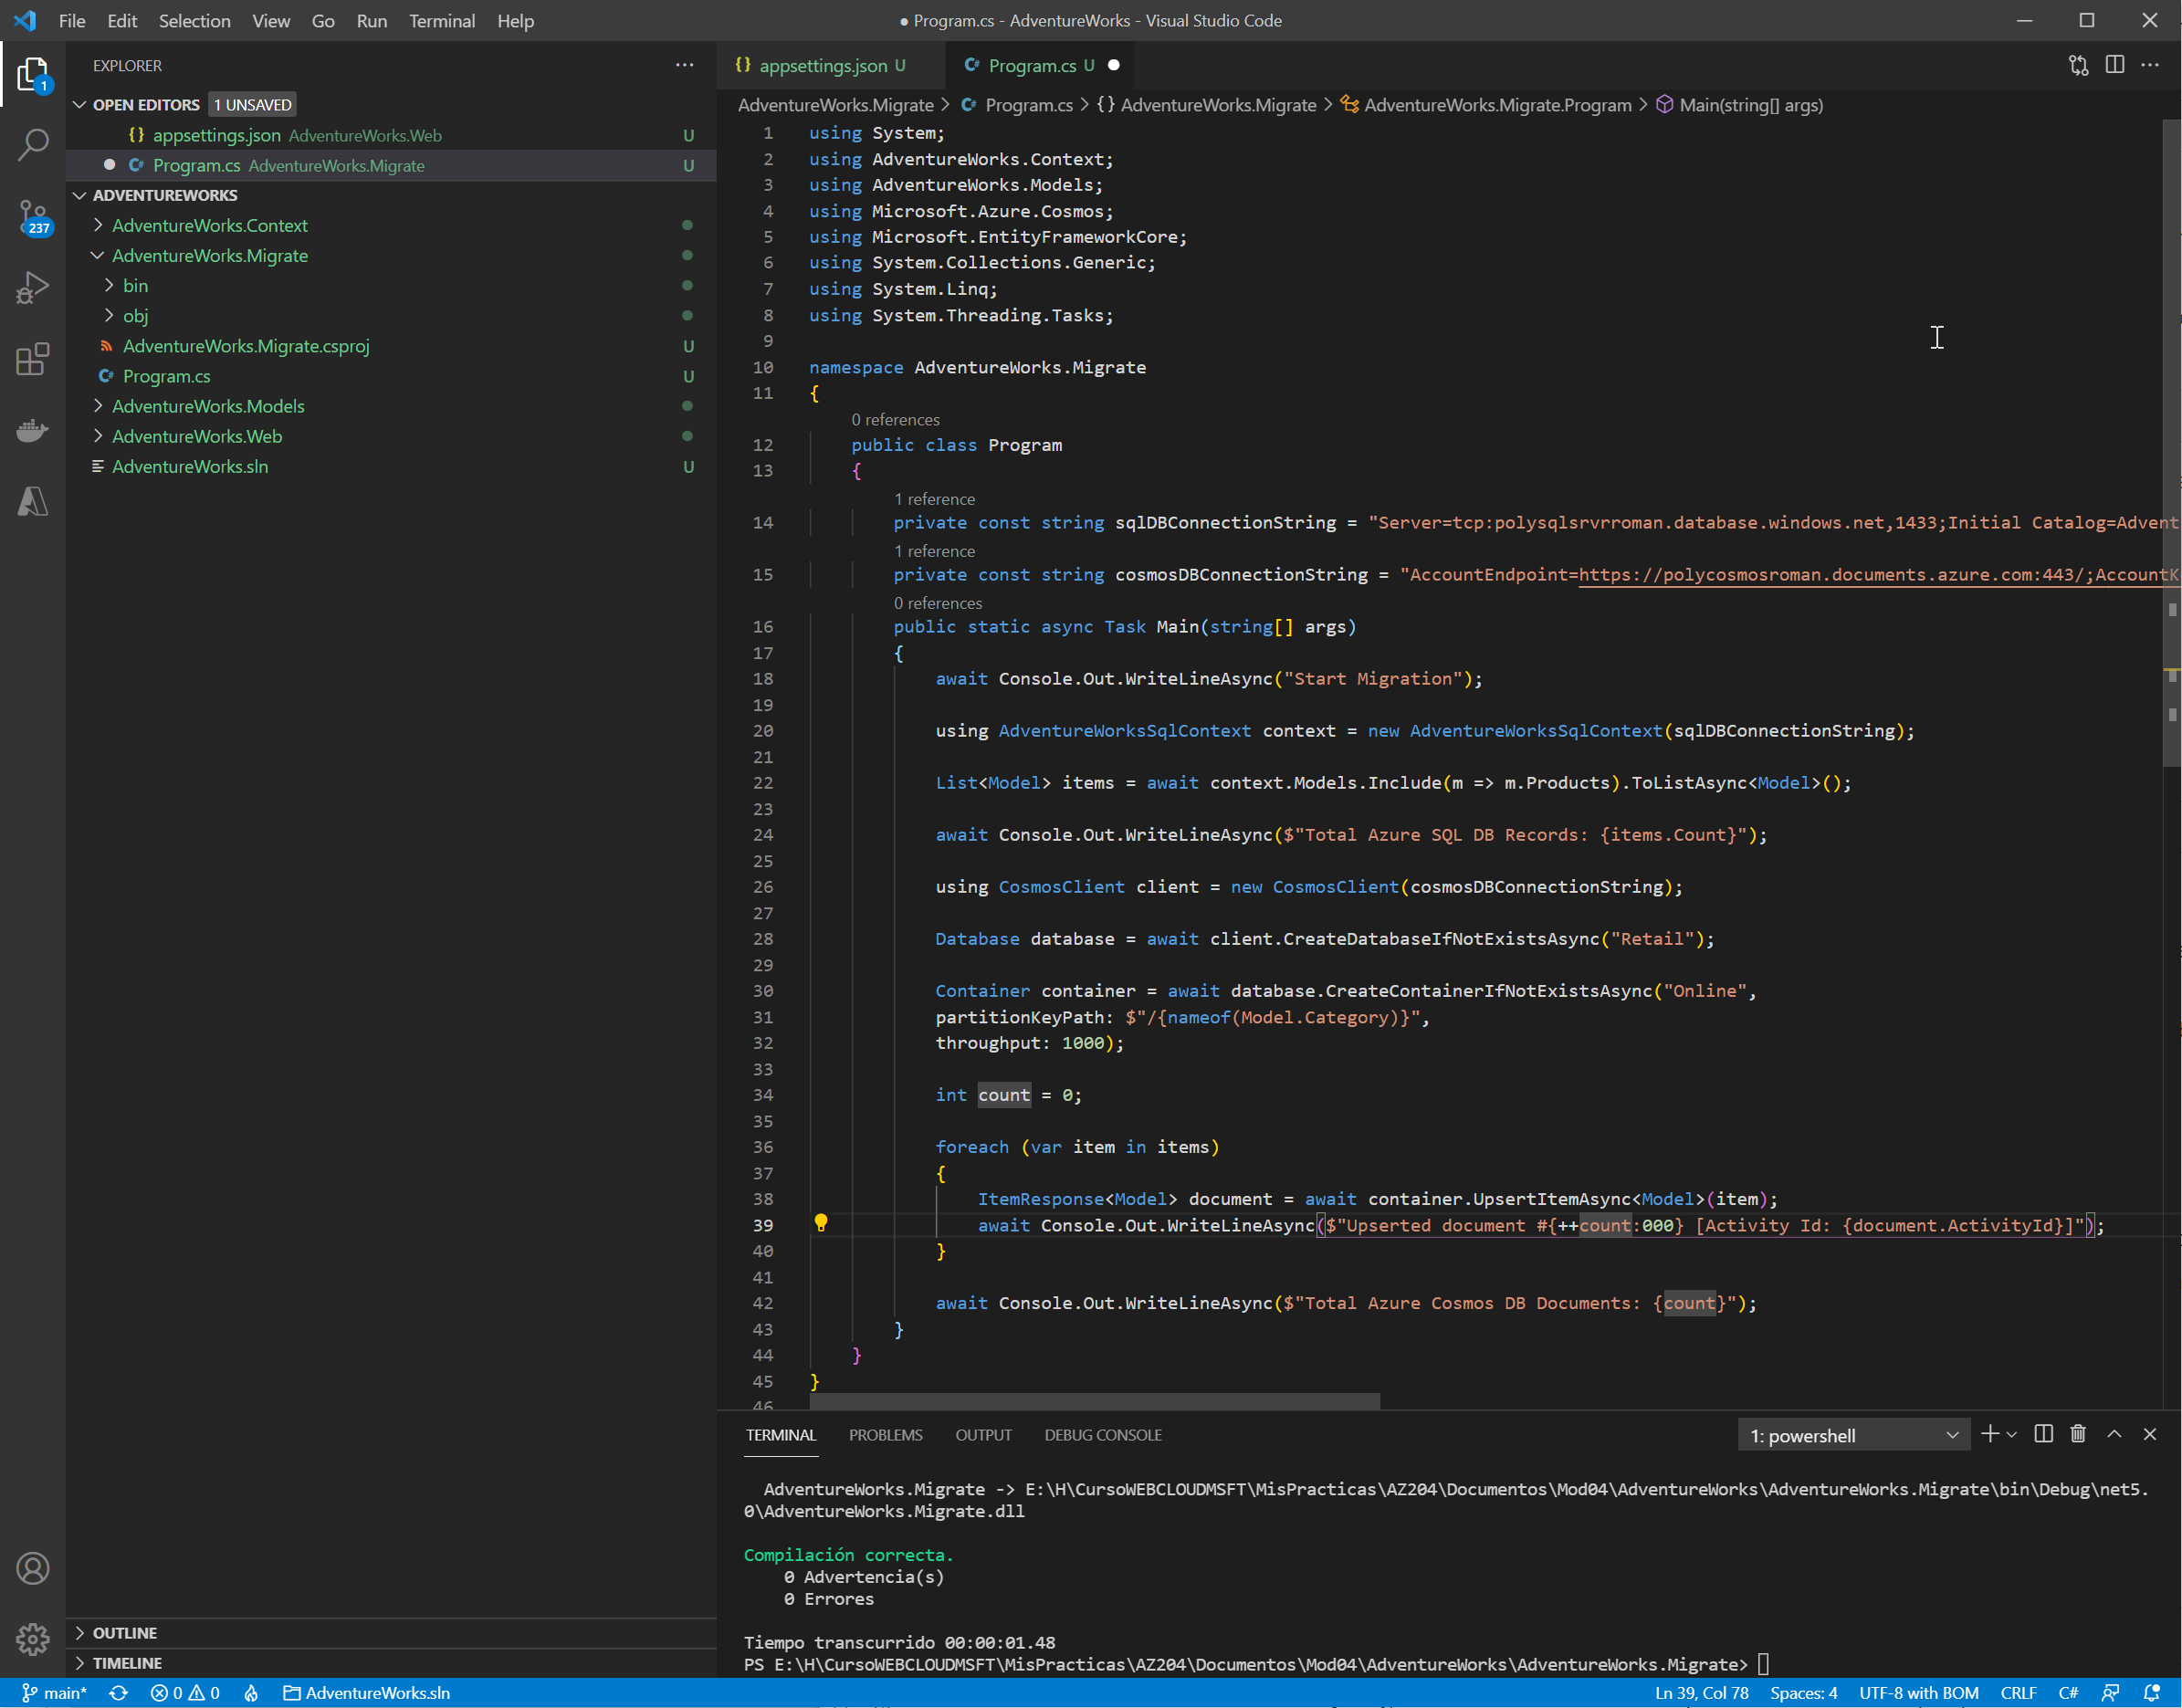 File Edit Selection View Go Run Terminal Help
● Program.cs - AdventureWorks - Visual Studio Code
EXPLORER
OPEN EDITORS 1 UNSAVED
{} appsettings.json AdventureWorks.Web U
C# Program.cs AdventureWorks.Migrate U
ADVENTUREWORKS
AdventureWorks.Context
AdventureWorks.Migrate
bin
obj
AdventureWorks.Migrate.csproj U
C# Program.cs U
AdventureWorks.Models
AdventureWorks.Web
AdventureWorks.sln U
OUTLINE
TIMELINE
1
237
{} appsettings.json U
C# Program.cs U
AdventureWorks.Migrate > C# Program.cs > {} AdventureWorks.Migrate > AdventureWorks.Migrate.Program > Main(string[] args)
1 using System;
2 using AdventureWorks.Context;
3 using AdventureWorks.Models;
4 using Microsoft.Azure.Cosmos;
5 using Microsoft.EntityFrameworkCore;
6 using System.Collections.Generic;
7 using System.Linq;
8 using System.Threading.Tasks;
9
10 namespace AdventureWorks.Migrate
11 {
0 references
12 public class Program
13 {
1 reference
14 private const string sqlDBConnectionString = "Server=tcp:polysqlsrvrroman.database.windows.net,1433;Initial Catalog=Advent
1 reference
15 private const string cosmosDBConnectionString = "AccountEndpoint=https://polycosmosroman.documents.azure.com:443/;AccountK
0 references
16 public static async Task Main(string[] args)
17 {
18 await Console.Out.WriteLineAsync("Start Migration");
19
20 using AdventureWorksSqlContext context = new AdventureWorksSqlContext(sqlDBConnectionString);
21
22 List<Model> items = await context.Models.Include(m => m.Products).ToListAsync<Model>();
23
24 await Console.Out.WriteLineAsync($"Total Azure SQL DB Records: {items.Count}");
25
26 using CosmosClient client = new CosmosClient(cosmosDBConnectionString);
27
28 Database database = await client.CreateDatabaseIfNotExistsAsync("Retail");
29
30 Container container = await database.CreateContainerIfNotExistsAsync("Online",
31 partitionKeyPath: $"/{nameof(Model.Category)}",
32 throughput: 1000);
33
34 int count = 0;
35
36 foreach (var item in items)
37 {
38 ItemResponse<Model> document = await container.UpsertItemAsync<Model>(item);
39 await Console.Out.WriteLineAsync($"Upserted document #{++count:000} [Activity Id: {document.ActivityId}]");
40 }
41
42 await Console.Out.WriteLineAsync($"Total Azure Cosmos DB Documents: {count}");
43 }
44 }
45 }
46
TERMINAL PROBLEMS OUTPUT DEBUG CONSOLE
1: powershell
AdventureWorks.Migrate -> E:\H\CursoWEBCLOUDMSFT\MisPracticas\AZ204\Documentos\Mod04\AdventureWorks\AdventureWorks.Migrate\bin\Debug\net5.
0\AdventureWorks.Migrate.dll
Compilación correcta.
0 Advertencia(s)
0 Errores
Tiempo transcurrido 00:00:01.48
PS E:\H\CursoWEBCLOUDMSFT\MisPracticas\AZ204\Documentos\Mod04\AdventureWorks\AdventureWorks.Migrate>
main* 0 0 AdventureWorks.sln
Ln 39, Col 78 Spaces: 4 UTF-8 with BOM CRLF C#